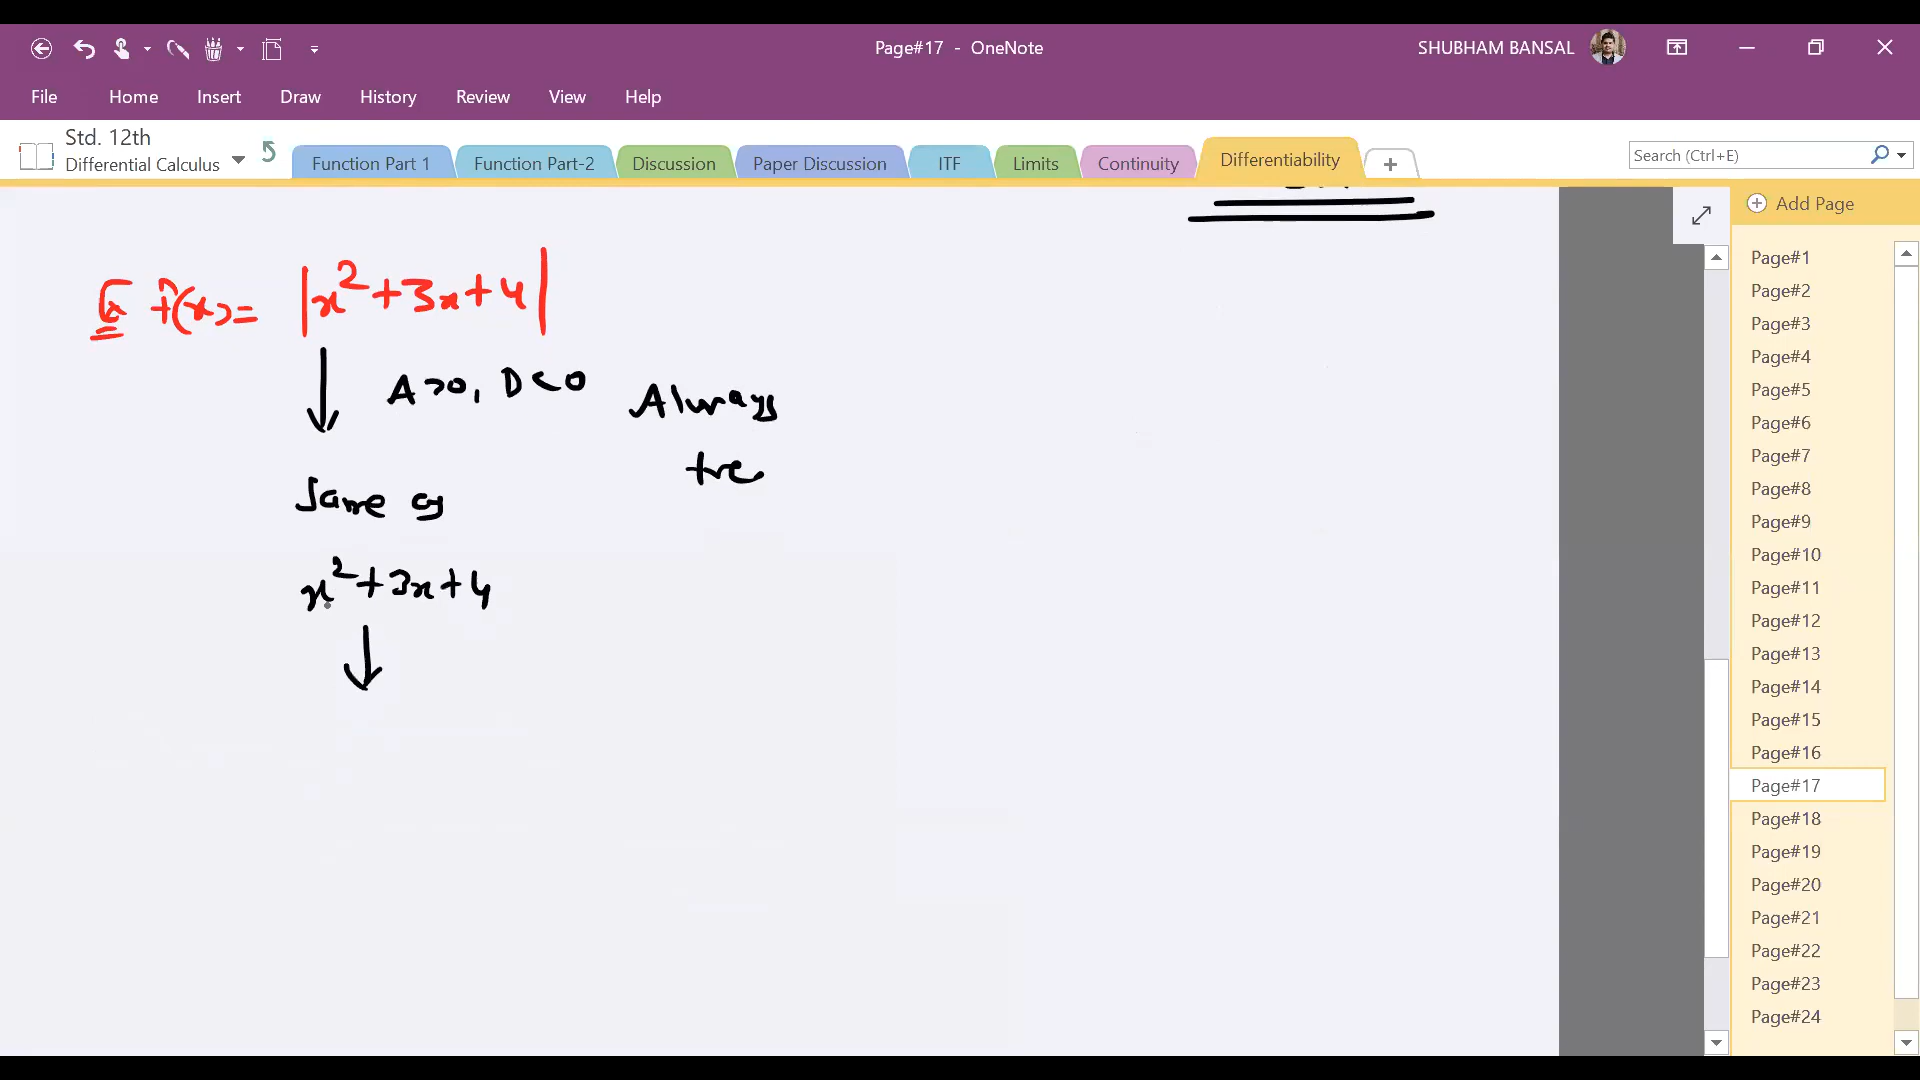 Page#17 - OneNote
SHUBHAM BANSAL
File Home Insert Draw History Review View Help
Std. 12th
Differential Calculus
Function Part 1
Function Part-2
Discussion
Paper Discussion
ITF
Limits
Continuity
Differentiability
Search (Ctrl+E)
Add Page
Ex f(x) = |x²+3x+4|
A>0, D<0
Always
+ve
Same as
x²+3x+4
Page#1
Page#2
Page#3
Page#4
Page#5
Page#6
Page#7
Page#8
Page#9
Page#10
Page#11
Page#12
Page#13
Page#14
Page#15
Page#16
Page#17
Page#18
Page#19
Page#20
Page#21
Page#22
Page#23
Page#24